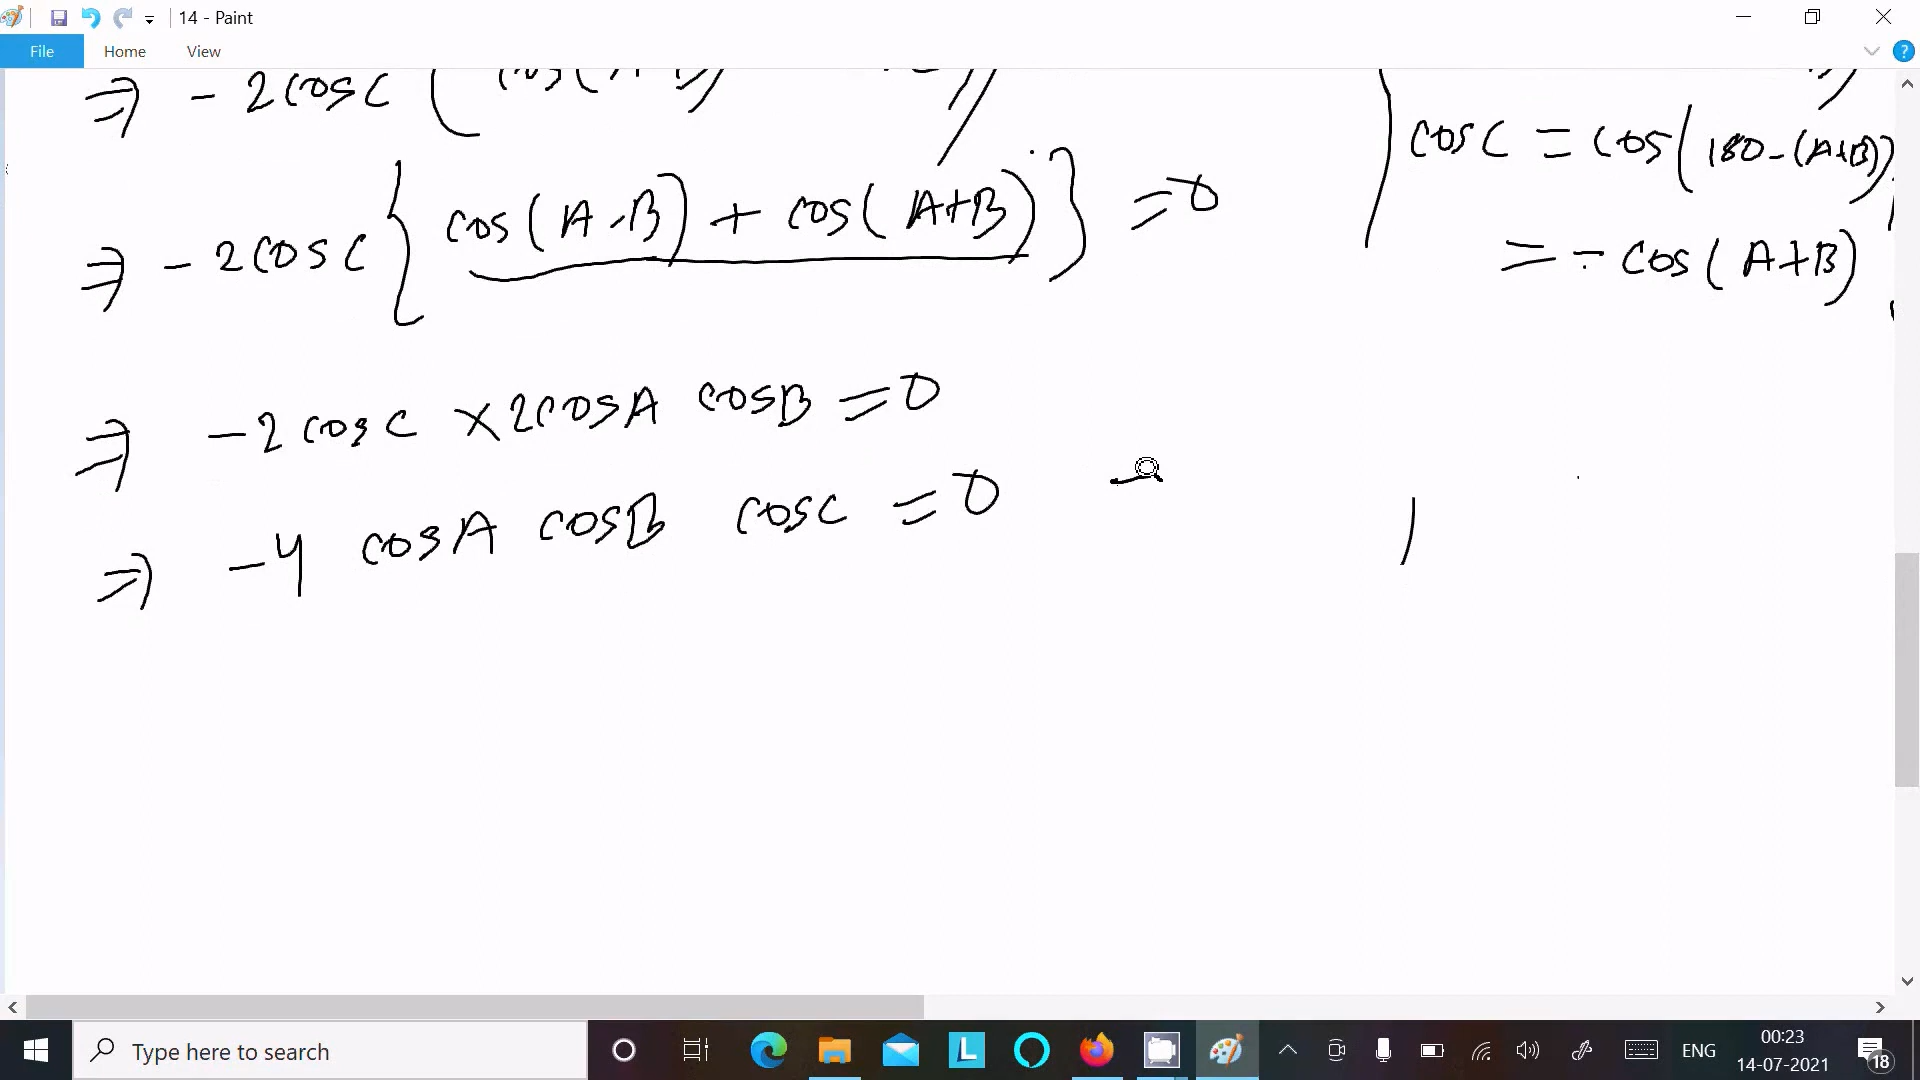 14 - Paint
File Home View
⇒ - 2cosC (
cosC = cos(180-(A+B))
⇒ - 2cosC { cos(A-B) + cos(A+B) } = 0
= - cos(A+B)
⇒ -2cosC × 2cosA cosB = 0
⇒ -4 cosA cosB cosC = 0
Type here to search
L
ENG
00:23
14-07-2021
18